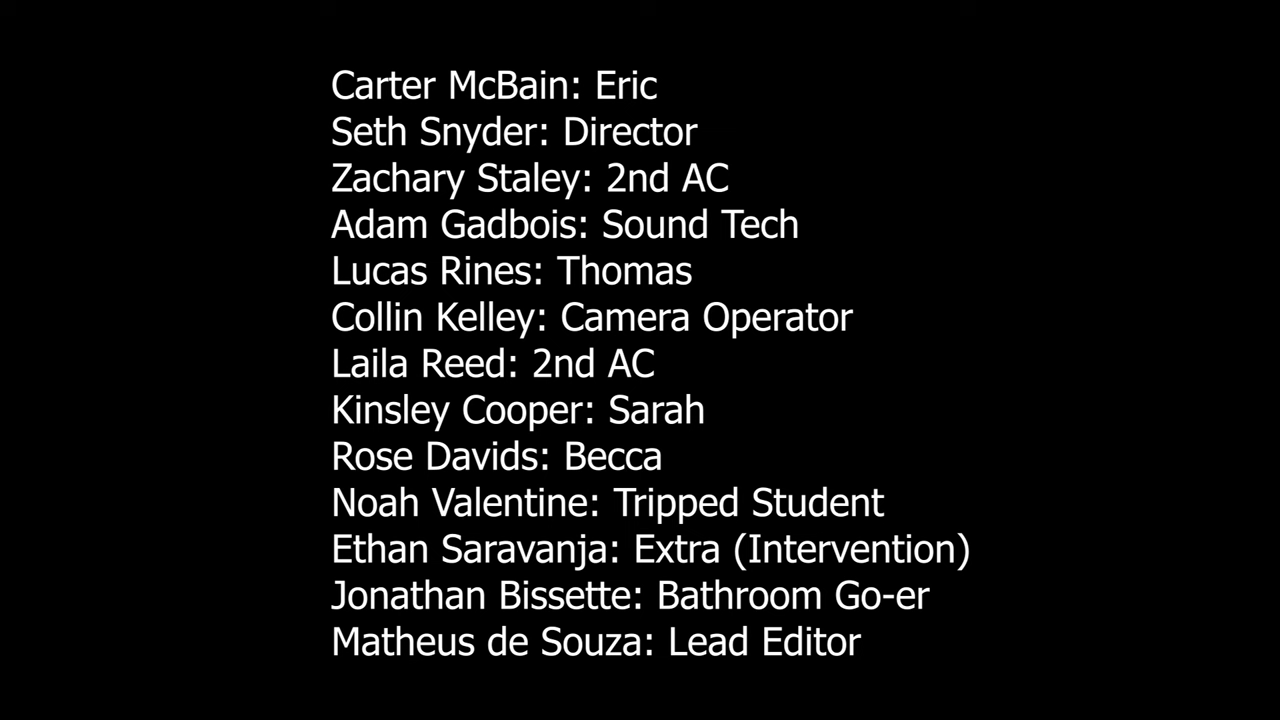 Carter McBain: Eric
Seth Snyder: Director
Zachary Staley: 2nd AC
Adam Gadbois: Sound Tech
Lucas Rines: Thomas
Collin Kelley: Camera Operator
Laila Reed: 2nd AC
Kinsley Cooper: Sarah
Rose Davids: Becca
Noah Valentine: Tripped Student
Ethan Saravanja: Extra (Intervention)
Jonathan Bissette: Bathroom Go-er
Matheus de Souza: Lead Editor